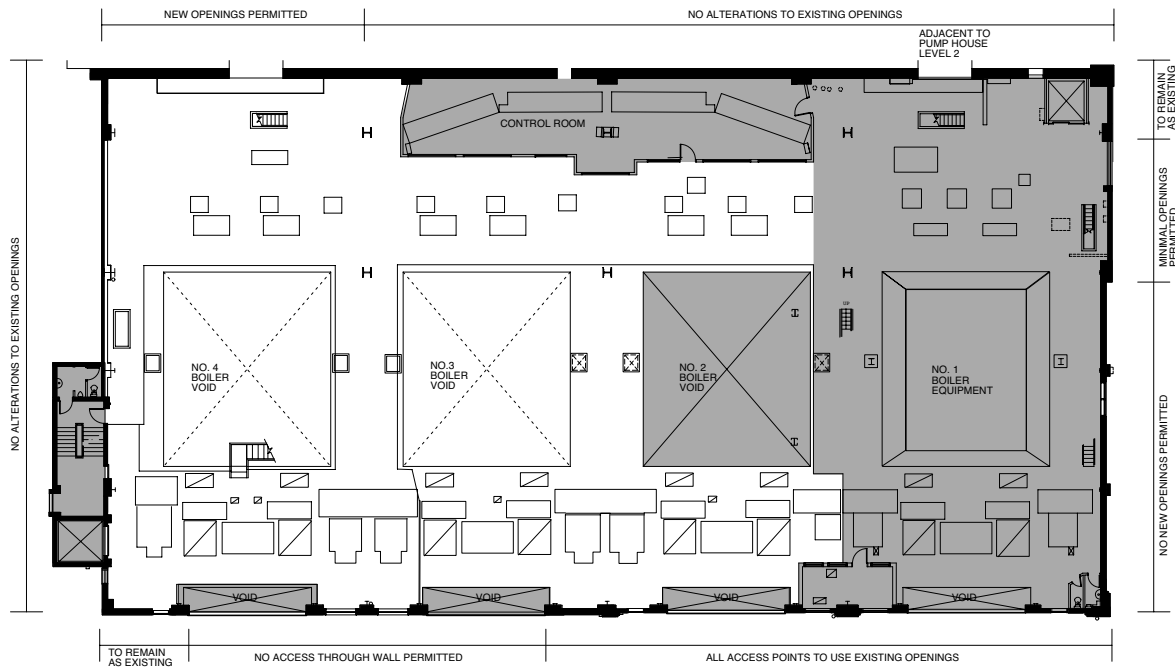 NEW OPENINGS PERMITTED
NO ALTERATIONS TO EXISTING OPENINGS
ADJACENT TO
PUMP HOUSE
LEVEL 2
TO REMAIN
AS EXISTING
CONTROL ROOM
MINIMAL OPENINGS
PERMITTED
NO ALTERATIONS TO EXISTING OPENINGS
UP
NO. 4
BOILER
VOID
NO.3
BOILER
VOID
NO. 2
BOILER
VOID
NO. 1
BOILER
EQUIPMENT
NO NEW OPENINGS PERMITTED
VOID
VOID
VOID
VOID
TO REMAIN
AS EXISTING
NO ACCESS THROUGH WALL PERMITTED
ALL ACCESS POINTS TO USE EXISTING OPENINGS